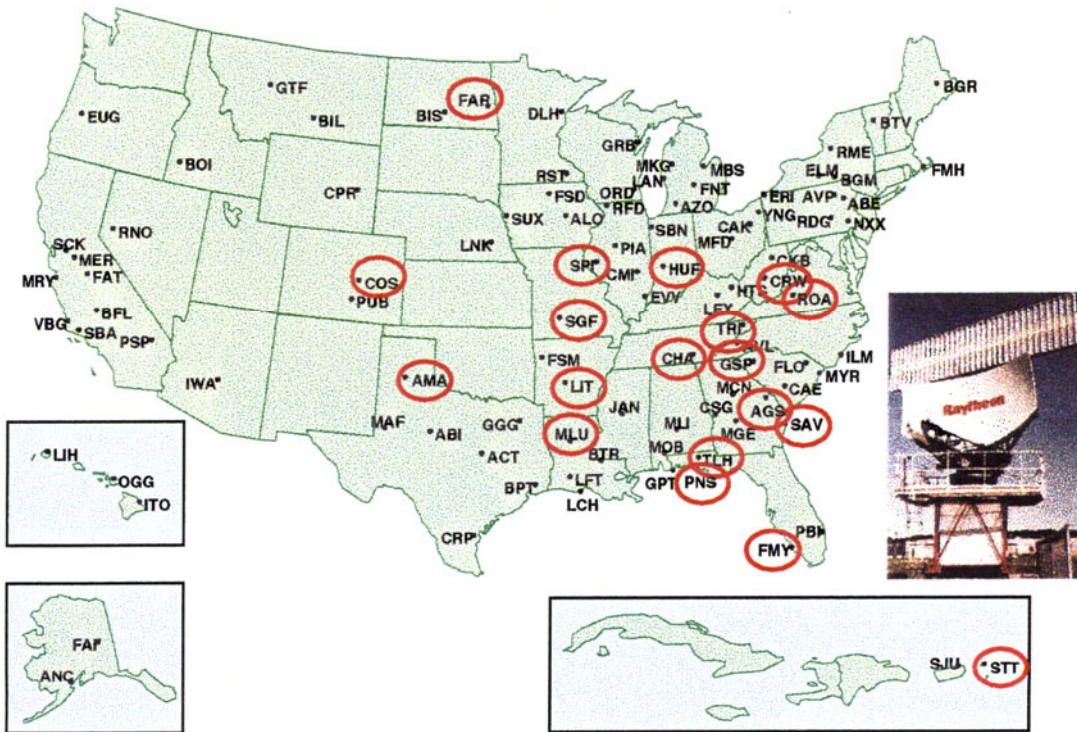 GTF
FAR
BGR
EUG
BIL
BIS
DLH
BTV
GRB
RME
BOI
MKG
MBS
ELM
FMH
LAN
BGM
CPR
RST
FSD
ORD
FNT
ERI
AVP
ABE
RFD
AZO
SUX
ALO
YNG
RDG
NXX
RNO
SBN
CAK
LNK
PIA
MFD
SCK
MER
SPI
HUF
CKB
MRY
FAT
COS
CMI
CRW
HTS
ROA
PUB
EVV
LEX
BFL
SGF
VBG
SBA
TRI
PSP
AVL
FSM
CHA
GSP
FLO
ILM
MYR
IWA
AMA
LIT
MCN
CAE
JAN
CSG
AGS
Raytheon
MAF
ABI
GGG
MLU
MLI
MGE
SAV
LIH
ACT
BTR
MOB
TLH
OGG
BPT
LFT
GPT
PNS
ITO
LCH
CRP
PBI
FMY
FAI
ANC
SJU
STT